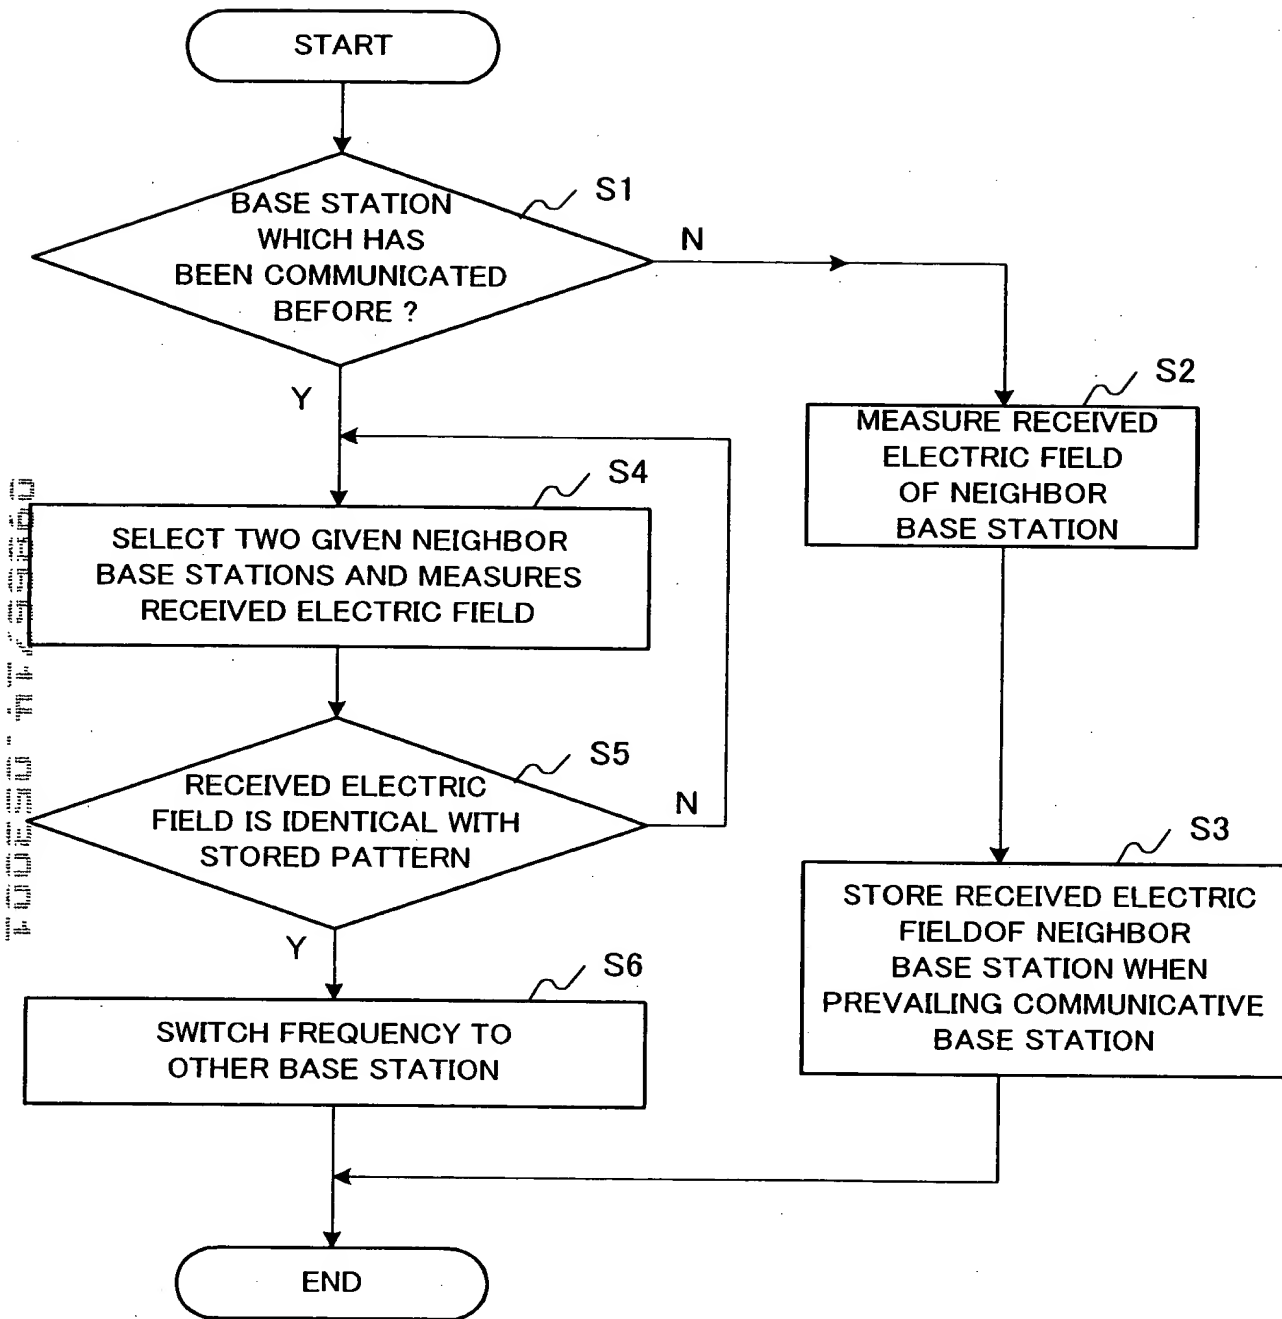 START
BASE STATION
WHICH HAS
BEEN COMMUNICATED
BEFORE ?
S1
N
Y
S2
MEASURE RECEIVED
ELECTRIC FIELD
OF NEIGHBOR
BASE STATION
S4
SELECT TWO GIVEN NEIGHBOR
BASE STATIONS AND MEASURES
RECEIVED ELECTRIC FIELD
S5
RECEIVED ELECTRIC
FIELD IS IDENTICAL WITH
STORED PATTERN
N
Y
S3
STORE RECEIVED ELECTRIC
FIELDOF NEIGHBOR
BASE STATION WHEN
PREVAILING COMMUNICATIVE
BASE STATION
S6
SWITCH FREQUENCY TO
OTHER BASE STATION
END